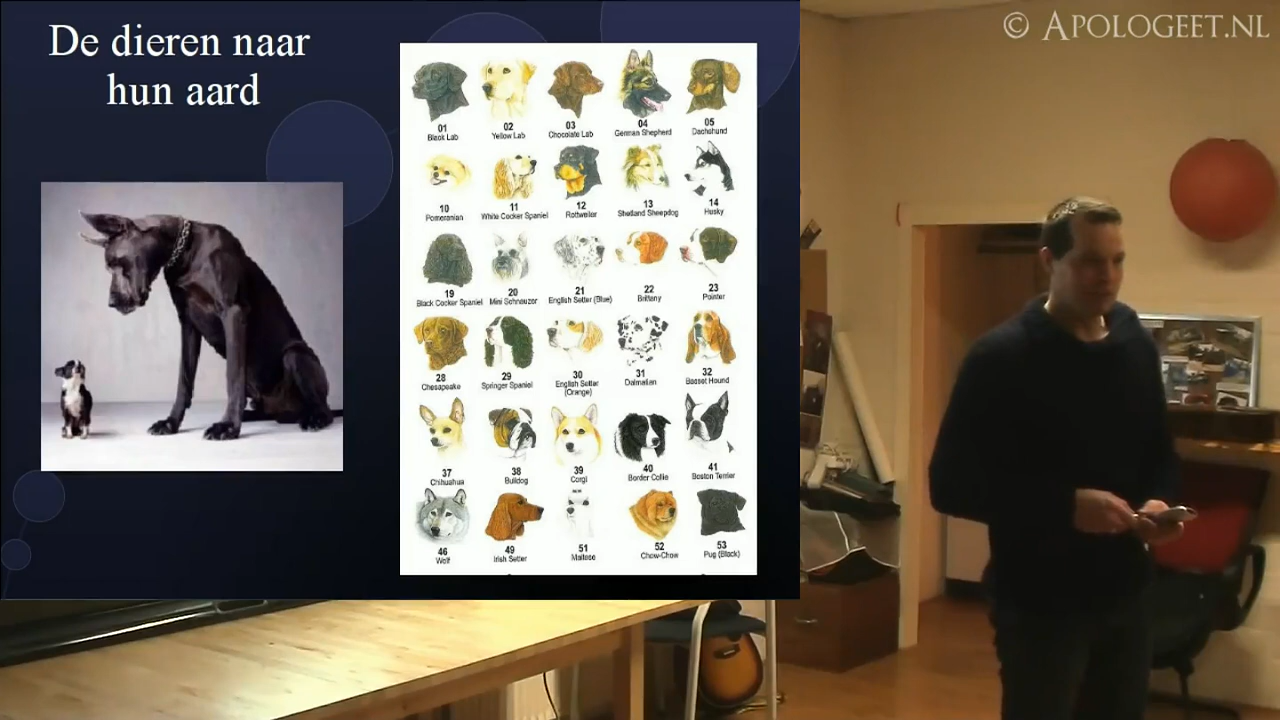 © APOLOGEET.NL
De dieren naar
hun aard
01 02 03 04 05
Black Lab Yellow Lab Chocolate Lab German Shepherd Dachshund
10 11 12 13 14
Pomeranian White Cocker Spaniel Rottweiler Shetland Sheepdog Husky
19 20 21 22 23
Black Cocker Spaniel Mini Schnauzer English Setter (Blue) Brittany Pointer
28 29 30 31 32
Chesapeake Springer Spaniel English Setter Dalmatian Basset Hound
(Orange)
37 38 39 40 41
Chihuahua Bulldog Corgi Border Collie Boston Terrier
46 49 51 52 53
Wolf Irish Setter Maltese Chow-Chow Pug (Black)